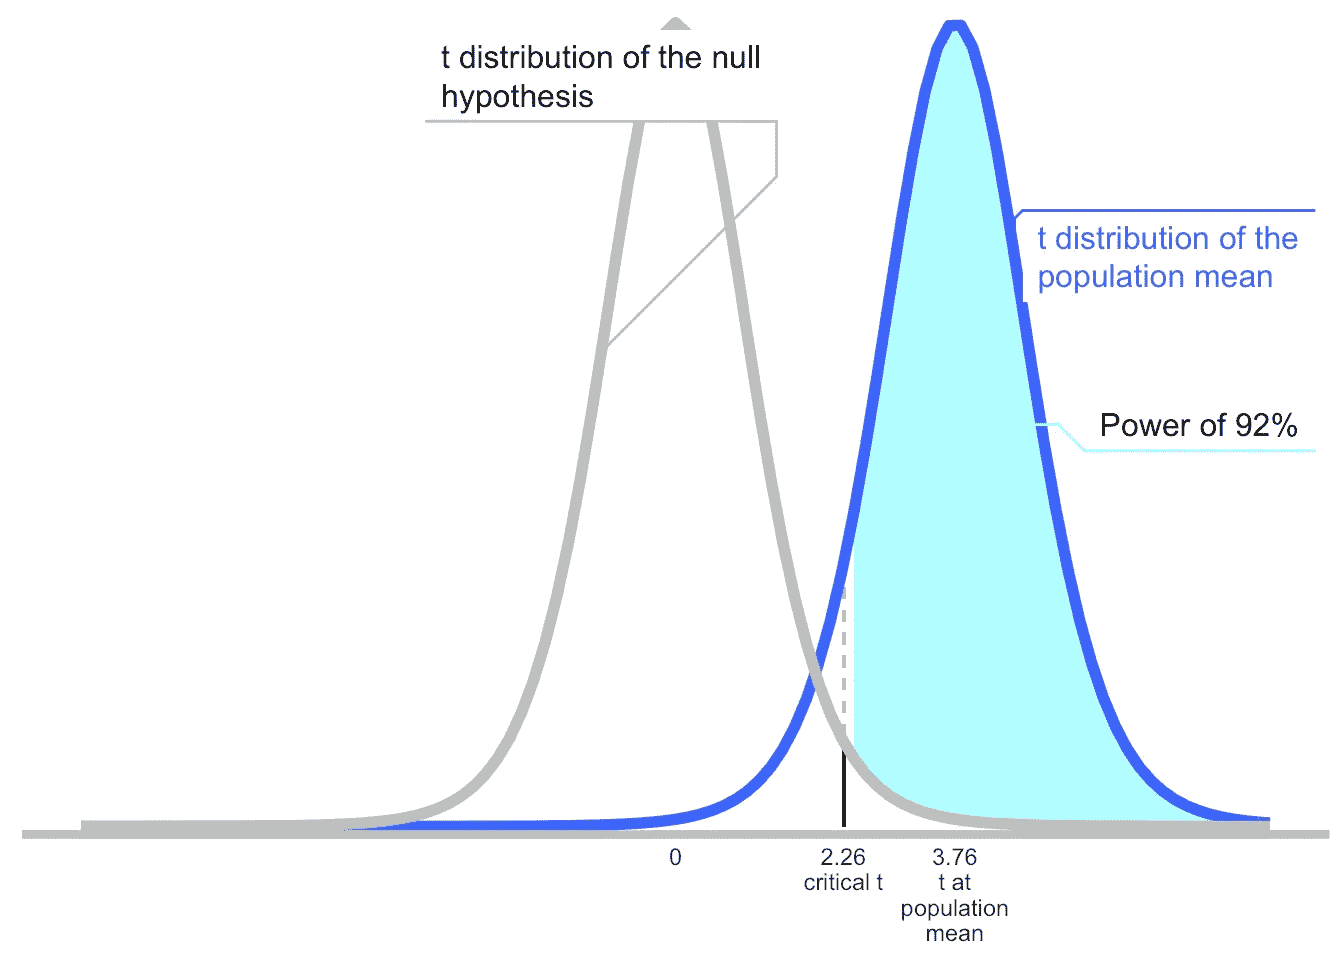 t distribution of the null
hypothesis
t distribution of the
population mean
Power of 92%
0
2.26
critical t
3.76
t at
population
mean